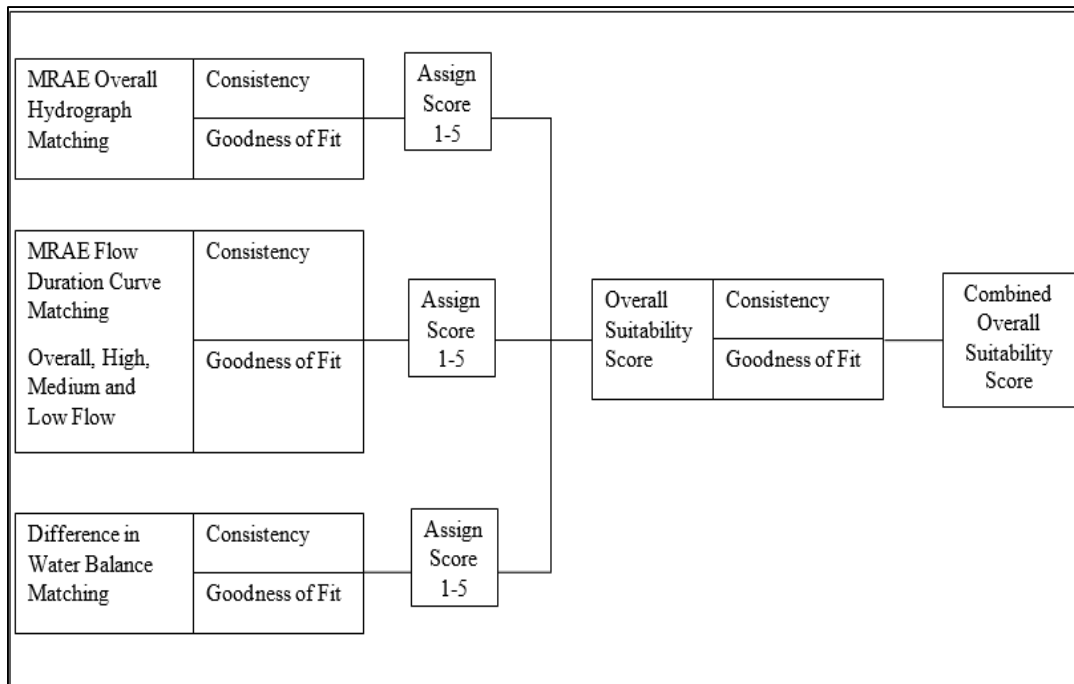 MRAE Overall
Hydrograph
Matching
Consistency
Goodness of Fit
Assign
Score
1-5
MRAE Flow
Duration Curve
Matching
Overall, High,
Medium and
Low Flow
Consistency
Goodness of Fit
Assign
Score
1-5
Difference in
Water Balance
Matching
Consistency
Goodness of Fit
Assign
Score
1-5
Overall
Suitability
Score
Consistency
Goodness of Fit
Combined
Overall
Suitability
Score